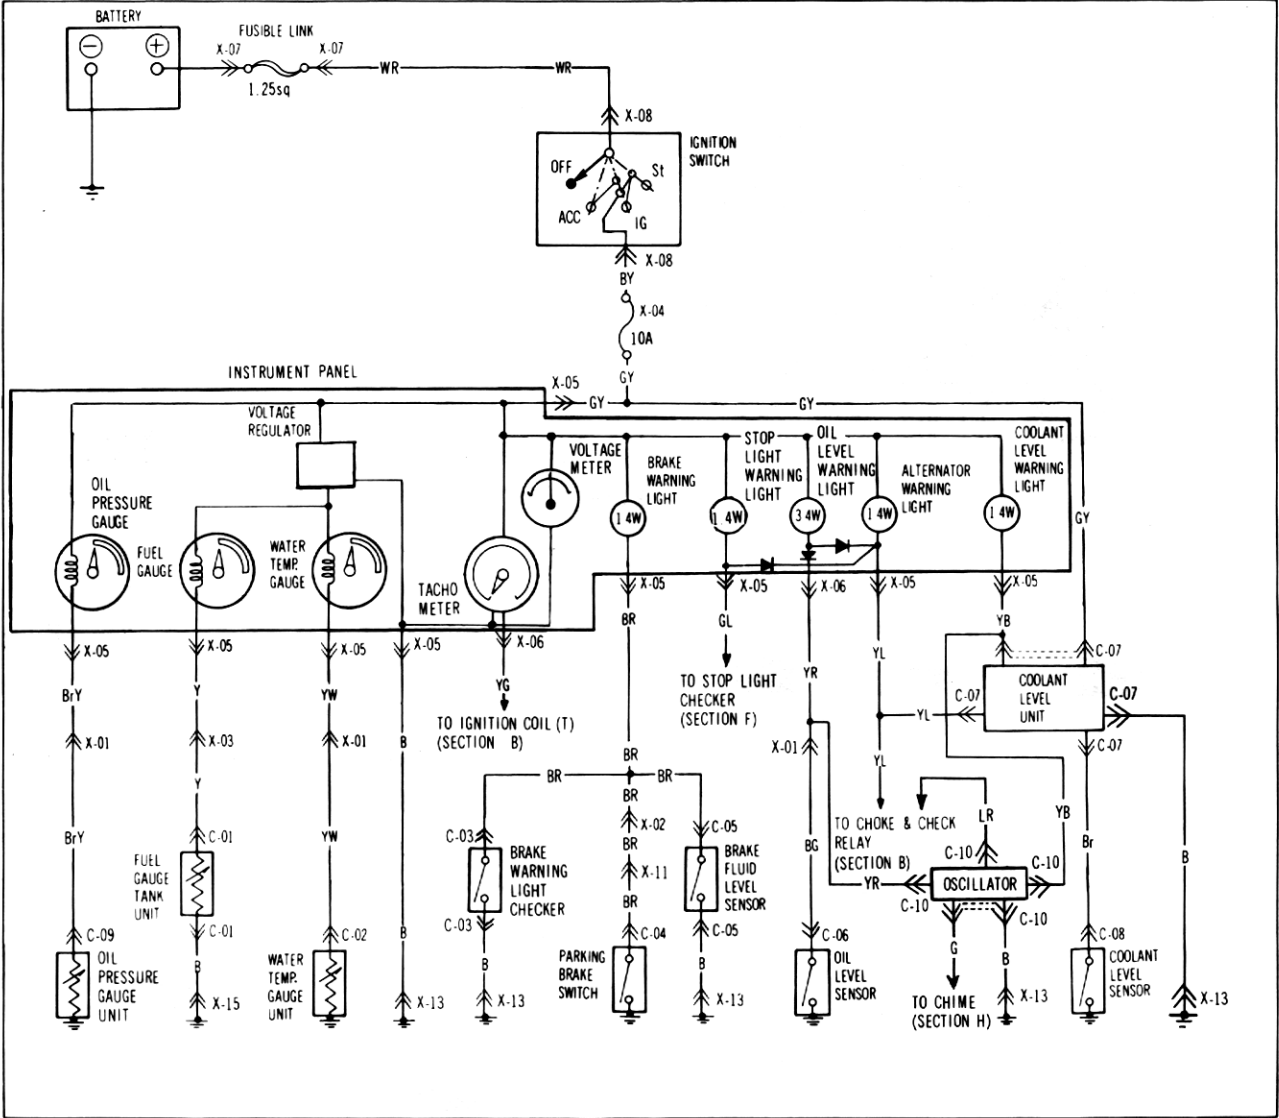 BATTERY
FUSIBLE LINK
X-07
X-07
1.25sq
WR
WR
X-08
IGNITION
SWITCH
OFF
St
ACC
IG
X-08
BY
X-04
10A
GY
INSTRUMENT PANEL
X-05
GY
GY
VOLTAGE
REGULATOR
OIL
PRESSURE
GAUGE
FUEL
GAUGE
WATER
TEMP.
GAUGE
TACHO
METER
VOLTAGE
METER
BRAKE
WARNING
LIGHT
STOP
LIGHT
WARNING
LIGHT
OIL
LEVEL
WARNING
LIGHT
ALTERNATOR
WARNING
LIGHT
COOLANT
LEVEL
WARNING
LIGHT
1.4W
1.4W
3.4W
1.4W
1.4W
GY
X-05
X-05
X-06
X-05
X-05
X-05
X-05
X-05
X-05
X-06
BR
GL
YR
YL
YB
BrY
Y
YW
B
YG
TO IGNITION COIL (T)
(SECTION B)
TO STOP LIGHT
CHECKER
(SECTION F)
C-07
COOLANT
LEVEL
UNIT
C-07
C-07
C-07
YL
X-01
X-03
X-01
X-01
YL
BrY
Y
YW
BR
BR
BR
BR
C-03
X-02
C-05
BR
X-11
BR
C-04
BRAKE
WARNING
LIGHT
CHECKER
C-03
BRAKE
FLUID
LEVEL
SENSOR
C-05
C-01
FUEL
GAUGE
TANK
UNIT
C-01
TO CHOKE & CHECK
RELAY
(SECTION B)
LR
YB
C-10
C-10
OSCILLATOR
YR
C-10
C-10
BG
Br
B
C-09
OIL
PRESSURE
GAUGE
UNIT
B
X-15
WATER
TEMP.
GAUGE
UNIT
C-02
B
X-13
B
X-13
PARKING
BRAKE
SWITCH
B
X-13
C-06
OIL
LEVEL
SENSOR
G
TO CHIME
(SECTION H)
B
X-13
C-08
COOLANT
LEVEL
SENSOR
X-13